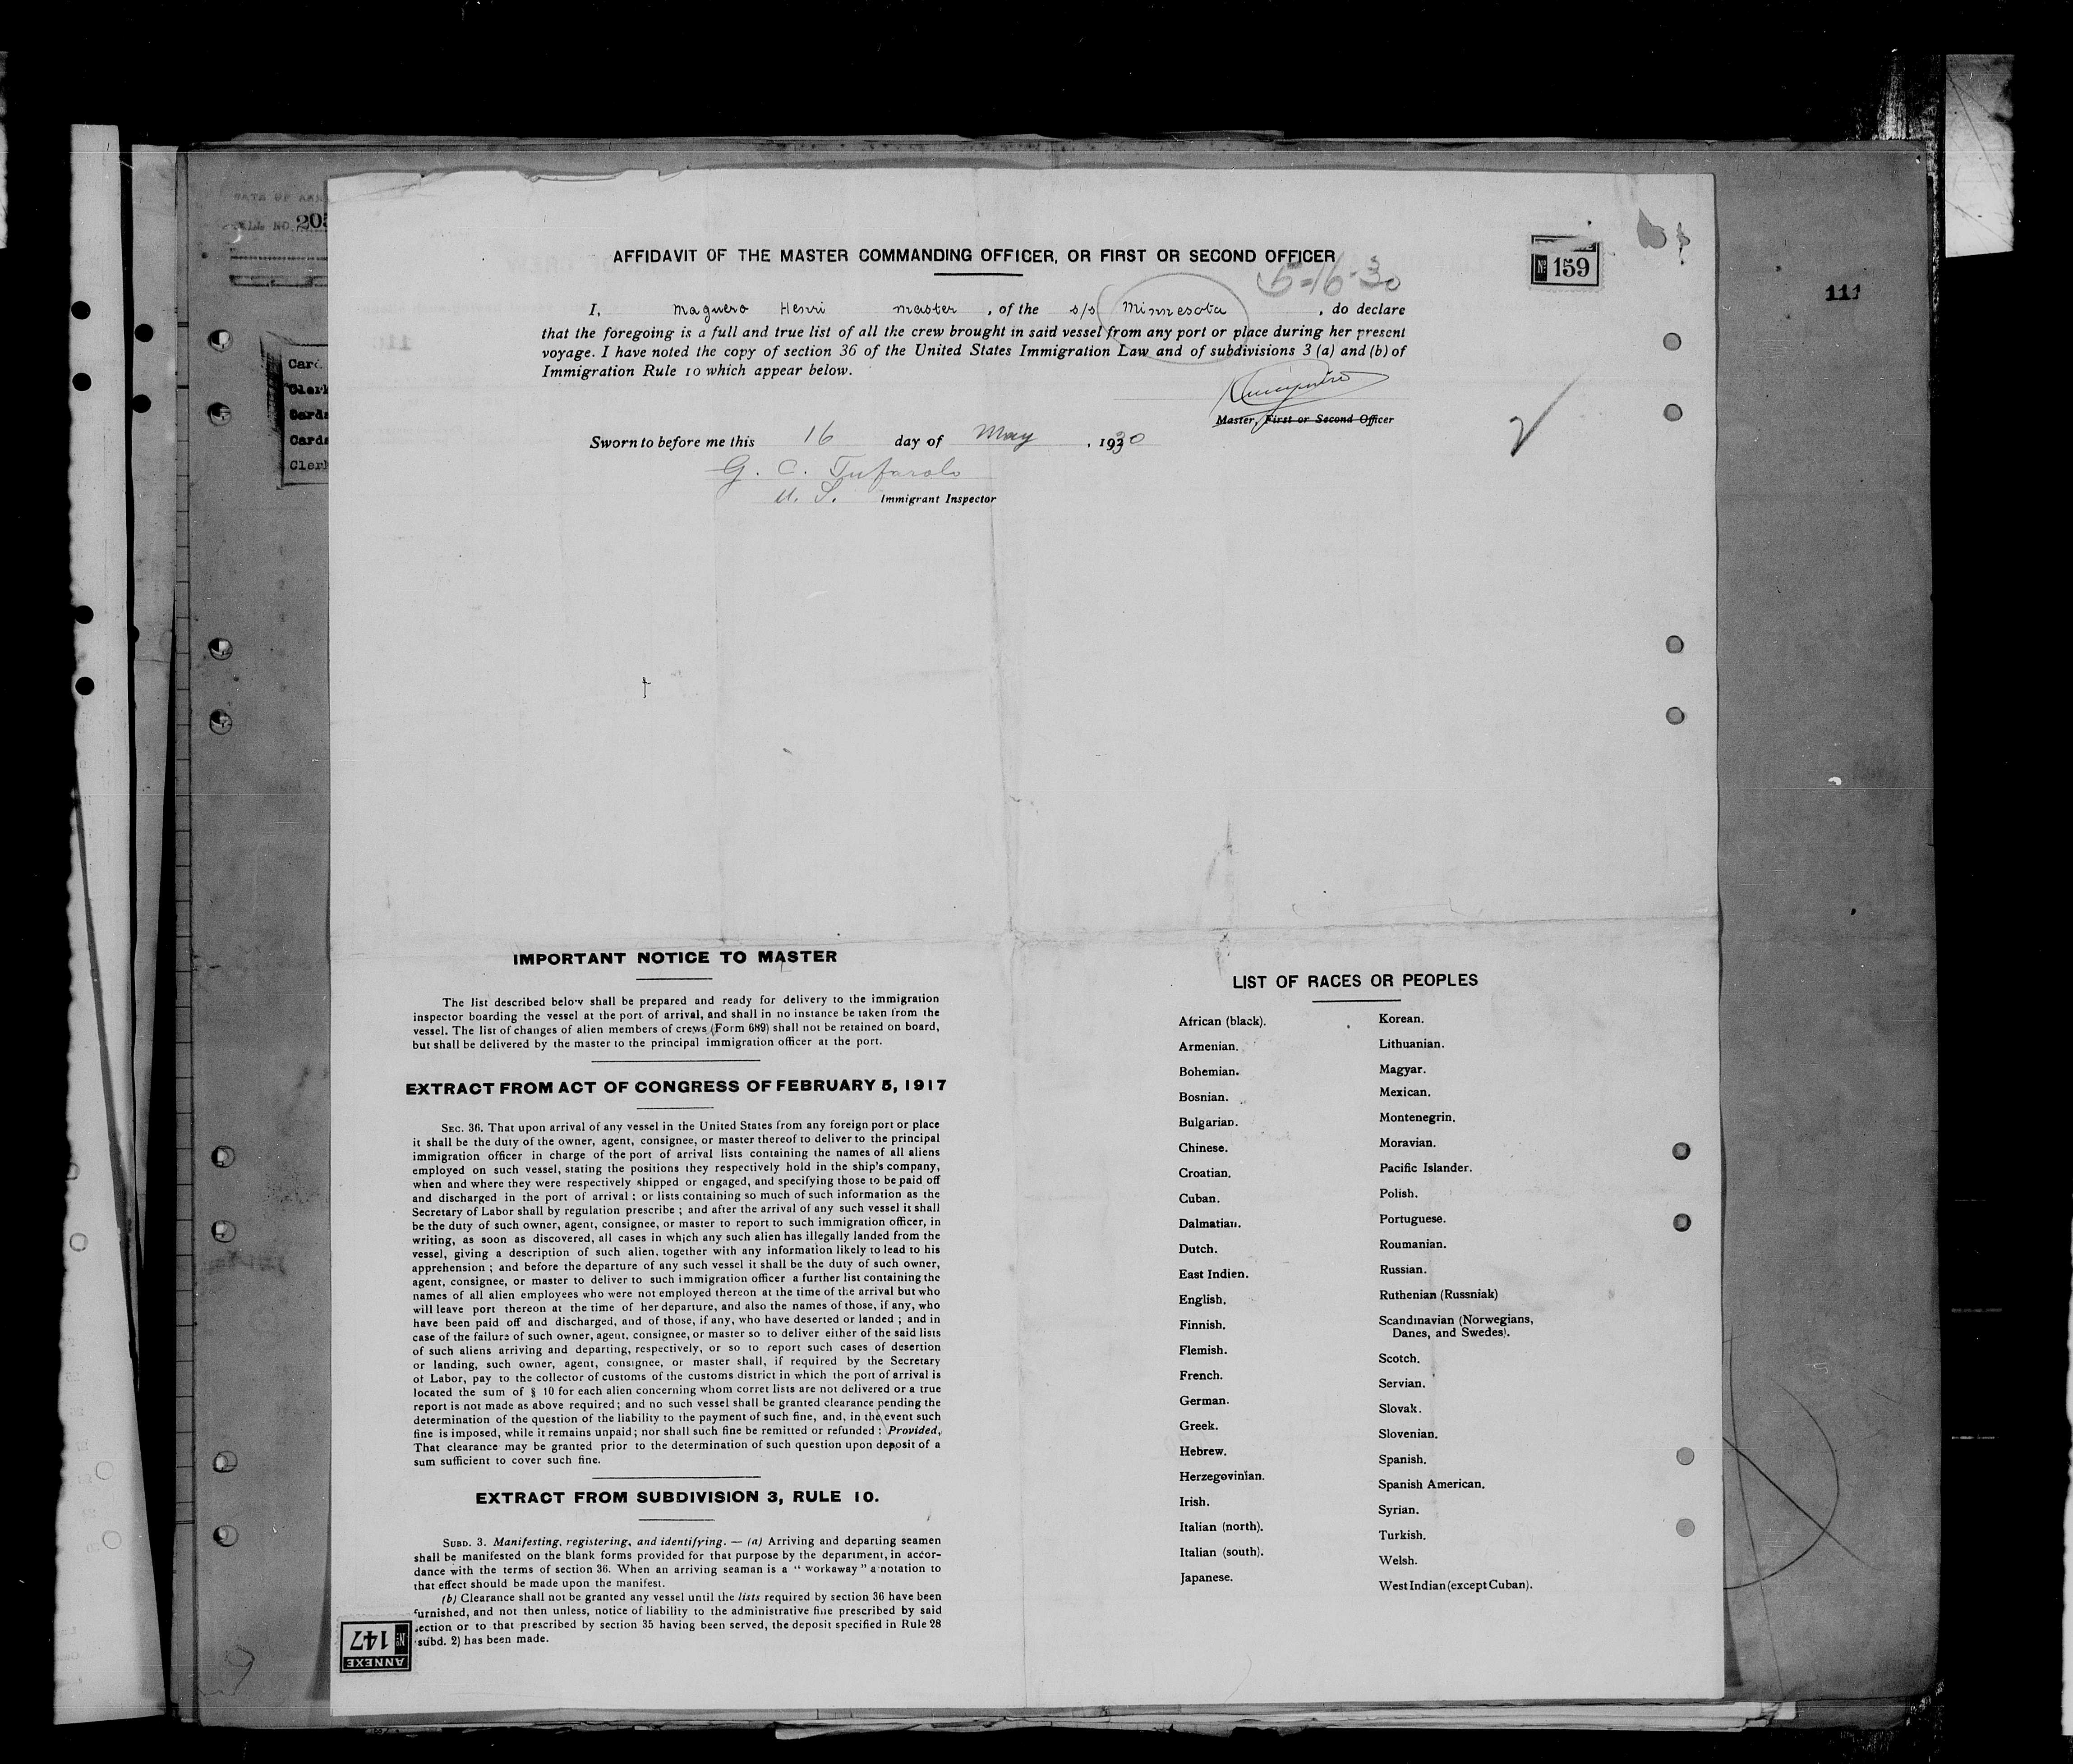 AFFIDAVIT OF THE MASTER COMMANDING OFFICER, OR FIRST OR SECOND OFFICER
5-16-30
Nº 159
111
205
I, Maguero Henri master, of the s/s Minnesota, do declare
that the foregoing is a full and true list of all the crew brought in said vessel from any port or place during her present
voyage. I have noted the copy of section 36 of the United States Immigration Law and of subdivisions 3 (a) and (b) of
Immigration Rule 10 which appear below.
Master, First or Second Officer
Sworn to before me this 16 day of May, 1930
G. C. Tufarolo
U. S. Immigrant Inspector
IMPORTANT NOTICE TO MASTER
The list described below shall be prepared and ready for delivery to the immigration
inspector boarding the vessel at the port of arrival, and shall in no instance be taken from the
vessel. The list of changes of alien members of crews (Form 689) shall not be retained on board,
but shall be delivered by the master to the principal immigration officer at the port.
EXTRACT FROM ACT OF CONGRESS OF FEBRUARY 5, 1917
SEC. 36. That upon arrival of any vessel in the United States from any foreign port or place
it shall be the duty of the owner, agent, consignee, or master thereof to deliver to the principal
immigration officer in charge of the port of arrival lists containing the names of all aliens
employed on such vessel, stating the positions they respectively hold in the ship's company,
when and where they were respectively shipped or engaged, and specifying those to be paid off
and discharged in the port of arrival ; or lists containing so much of such information as the
Secretary of Labor shall by regulation prescribe ; and after the arrival of any such vessel it shall
be the duty of such owner, agent, consignee, or master to report to such immigration officer, in
writing, as soon as discovered, all cases in which any such alien has illegally landed from the
vessel, giving a description of such alien, together with any information likely to lead to his
apprehension ; and before the departure of any such vessel it shall be the duty of such owner,
agent, consignee, or master to deliver to such immigration officer a further list containing the
names of all alien employees who were not employed thereon at the time of the arrival but who
will leave port thereon at the time of her departure, and also the names of those, if any, who
have been paid off and discharged, and of those, if any, who have deserted or landed ; and in
case of the failure of such owner, agent, consignee, or master so to deliver either of the said lists
of such aliens arriving and departing, respectively, or so to report such cases of desertion
or landing, such owner, agent, consignee, or master shall, if required by the Secretary
of Labor, pay to the collector of customs of the customs district in which the port of arrival is
located the sum of § 10 for each alien concerning whom corret lists are not delivered or a true
report is not made as above required ; and no such vessel shall be granted clearance pending the
determination of the question of the liability to the payment of such fine, and, in the event such
fine is imposed, while it remains unpaid ; nor shall such fine be remitted or refunded : Provided,
That clearance may be granted prior to the determination of such question upon deposit of a
sum sufficient to cover such fine.
EXTRACT FROM SUBDIVISION 3, RULE 10.
SUBD. 3. Manifesting, registering, and identifying. — (a) Arriving and departing seamen
shall be manifested on the blank forms provided for that purpose by the department, in accor-
dance with the terms of section 36. When an arriving seaman is a " workaway " a notation to
that effect should be made upon the manifest.
(b) Clearance shall not be granted any vessel until the lists required by section 36 have been
furnished, and not then unless, notice of liability to the administrative fine prescribed by said
section or to that prescribed by section 35 having been served, the deposit specified in Rule 28
subd. 2) has been made.
ANNEXE
Nº 147
LIST OF RACES OR PEOPLES
African (black).
Armenian.
Bohemian.
Bosnian.
Bulgarian.
Chinese.
Croatian.
Cuban.
Dalmatian.
Dutch.
East Indien.
English.
Finnish.
Flemish.
French.
German.
Greek.
Hebrew.
Herzegovinian.
Irish.
Italian (north).
Italian (south).
Japanese.
Korean.
Lithuanian.
Magyar.
Mexican.
Montenegrin.
Moravian.
Pacific Islander.
Polish.
Portuguese.
Roumanian.
Russian.
Ruthenian (Russniak)
Scandinavian (Norwegians,
Danes, and Swedes).
Scotch.
Servian.
Slovak.
Slovenian.
Spanish.
Spanish American.
Syrian.
Turkish.
Welsh.
West Indian (except Cuban).